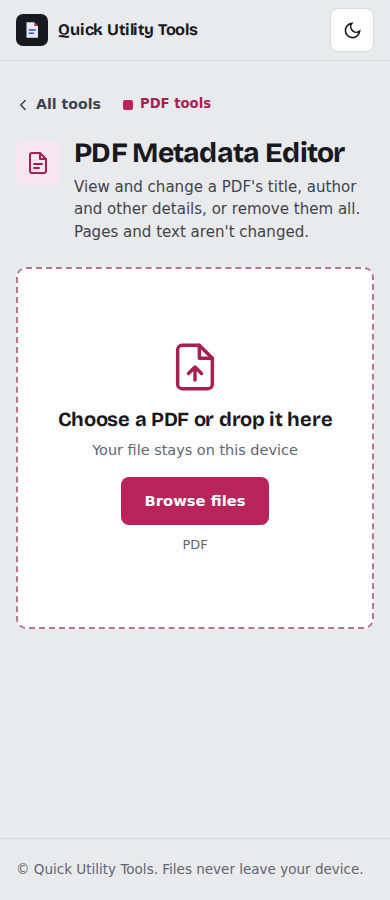 Quick Utility Tools
All tools
PDF tools
PDF Metadata Editor
View and change a PDF's title, author
and other details, or remove them all.
Pages and text aren't changed.
Choose a PDF or drop it here
Your file stays on this device
Browse files
PDF
© Quick Utility Tools. Files never leave your device.